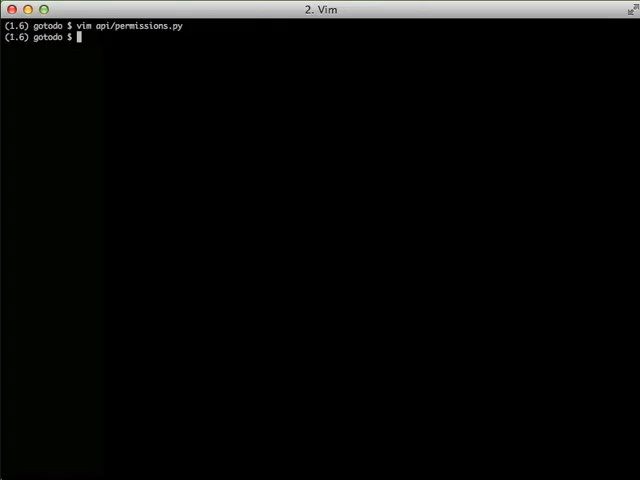 2. Vim
(1.6) gotodo $ vim api/permissions.py
(1.6) gotodo $